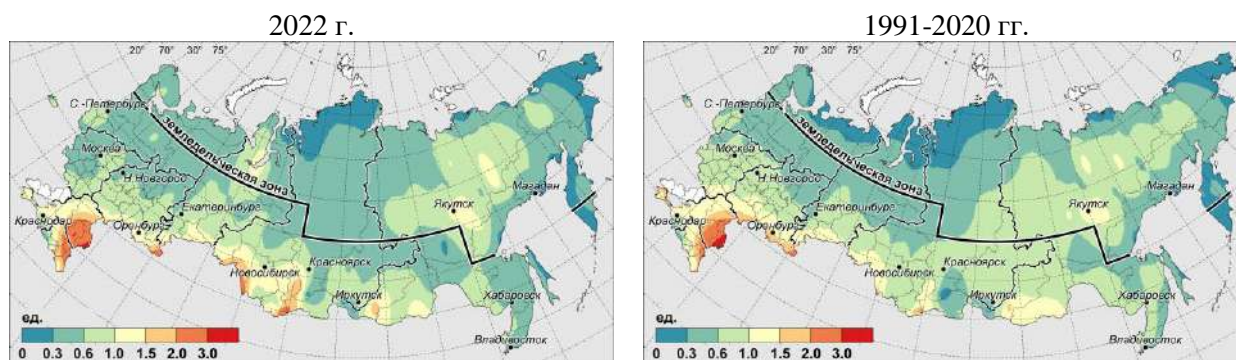 2022 г.
20° 70° 30° 75°
С.-Петербург
земледельческая зона
Москва
Н.Новгород
Магадан
Якутск
Краснодар
Екатеринбург
Оренбург
Новосибирск
Красноярск
Иркутск
Хабаровск
Владивосток
ед.
0 0.3 0.6 1.0 1.5 2.0 3.0
1991-2020 гг.
20° 70° 30° 75°
С.-Петербург
земледельческая зона
Москва
Н.Новгород
Магадан
Якутск
Краснодар
Екатеринбург
Оренбург
Новосибирск
Красноярск
Иркутск
Хабаровск
Владивосток
ед.
0 0.3 0.6 1.0 1.5 2.0 3.0